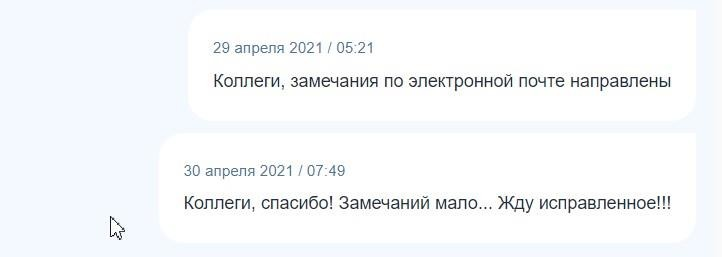 29 апреля 2021 / 05:21
Коллеги, замечания по электронной почте направлены
30 апреля 2021 / 07:49
Коллеги, спасибо! Замечаний мало... Жду исправленное!!!